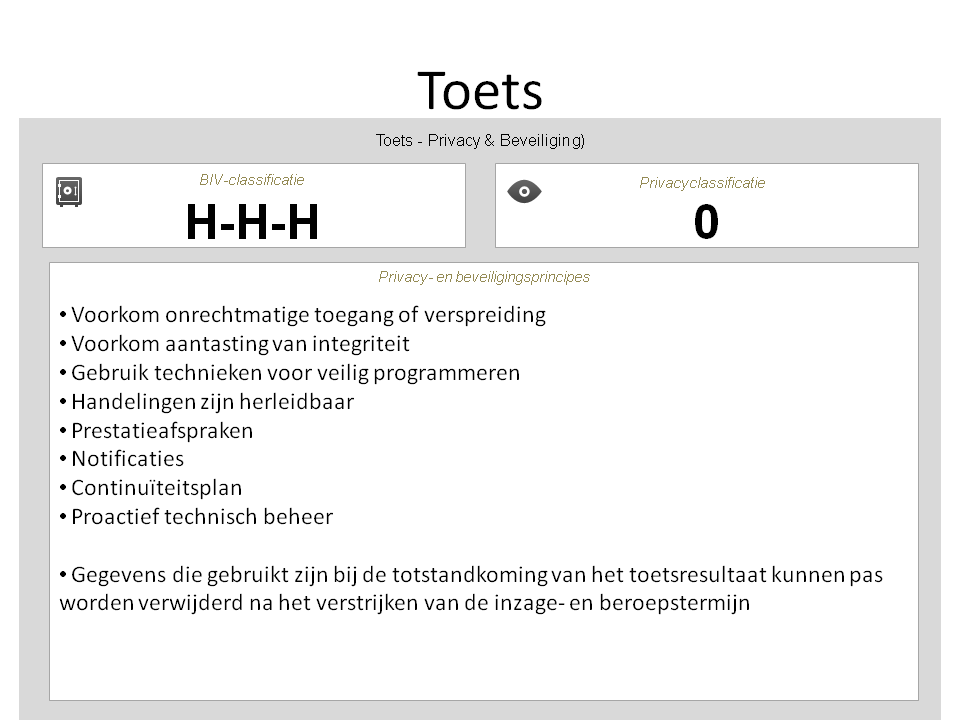 Toets
Toets - Privacy & Beveiliging)
BIV-classificatie
H-H-H
Privacyclassificatie
0
Privacy- en beveiligingsprincipes
• Voorkom onrechtmatige toegang of verspreiding
• Voorkom aantasting van integriteit
• Gebruik technieken voor veilig programmeren
• Handelingen zijn herleidbaar
• Prestatieafspraken
• Notificaties
• Continuïteitsplan
• Proactief technisch beheer
• Gegevens die gebruikt zijn bij de totstandkoming van het toetsresultaat kunnen pas
worden verwijderd na het verstrijken van de inzage- en beroepstermijn